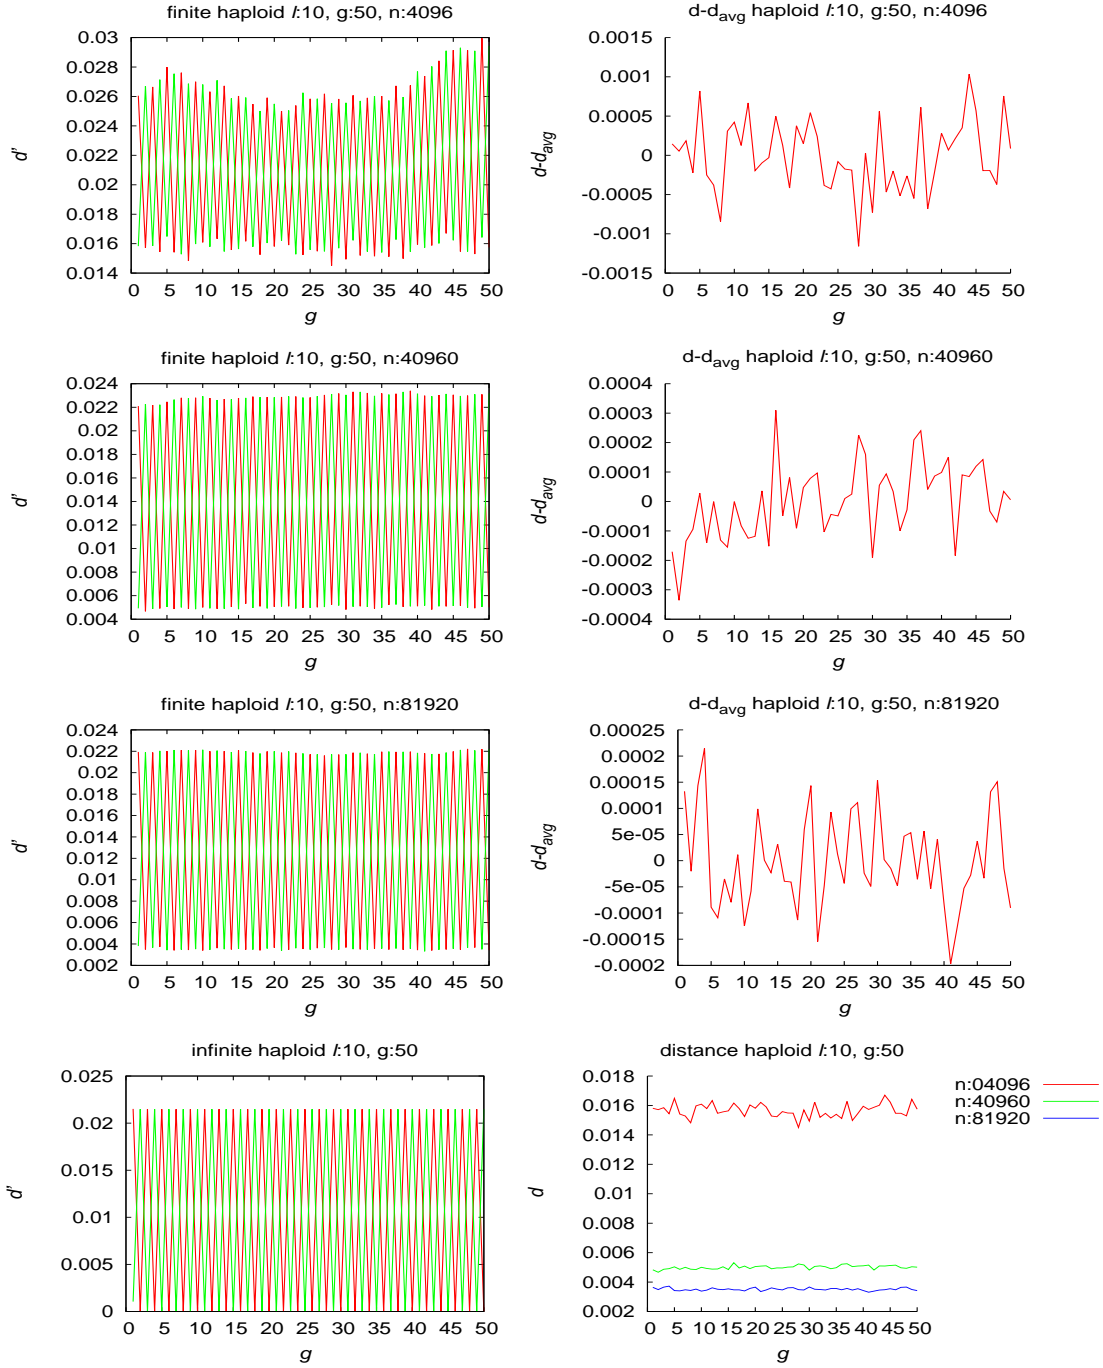 finite haploid l:10, g:50, n:4096
0.03
0.028
0.026
0.024
0.022
0.02
0.018
0.016
0.014
d'
0 5 10 15 20 25 30 35 40 45 50
g
d-davg haploid l:10, g:50, n:4096
0.0015
0.001
0.0005
0
-0.0005
-0.001
-0.0015
d-davg
0 5 10 15 20 25 30 35 40 45 50
g
finite haploid l:10, g:50, n:40960
0.024
0.022
0.02
0.018
0.016
0.014
0.012
0.01
0.008
0.006
0.004
d'
0 5 10 15 20 25 30 35 40 45 50
g
d-davg haploid l:10, g:50, n:40960
0.0004
0.0003
0.0002
0.0001
0
-0.0001
-0.0002
-0.0003
-0.0004
d-davg
0 5 10 15 20 25 30 35 40 45 50
g
finite haploid l:10, g:50, n:81920
0.024
0.022
0.02
0.018
0.016
0.014
0.012
0.01
0.008
0.006
0.004
0.002
d'
0 5 10 15 20 25 30 35 40 45 50
g
d-davg haploid l:10, g:50, n:81920
0.00025
0.0002
0.00015
0.0001
5e-05
0
-5e-05
-0.0001
-0.00015
-0.0002
d-davg
0 5 10 15 20 25 30 35 40 45 50
g
infinite haploid l:10, g:50
0.025
0.02
0.015
0.01
0.005
0
d'
0 5 10 15 20 25 30 35 40 45 50
g
distance haploid l:10, g:50
0.018
0.016
0.014
0.012
0.01
0.008
0.006
0.004
0.002
d
0 5 10 15 20 25 30 35 40 45 50
g
n:04096
n:40960
n:81920